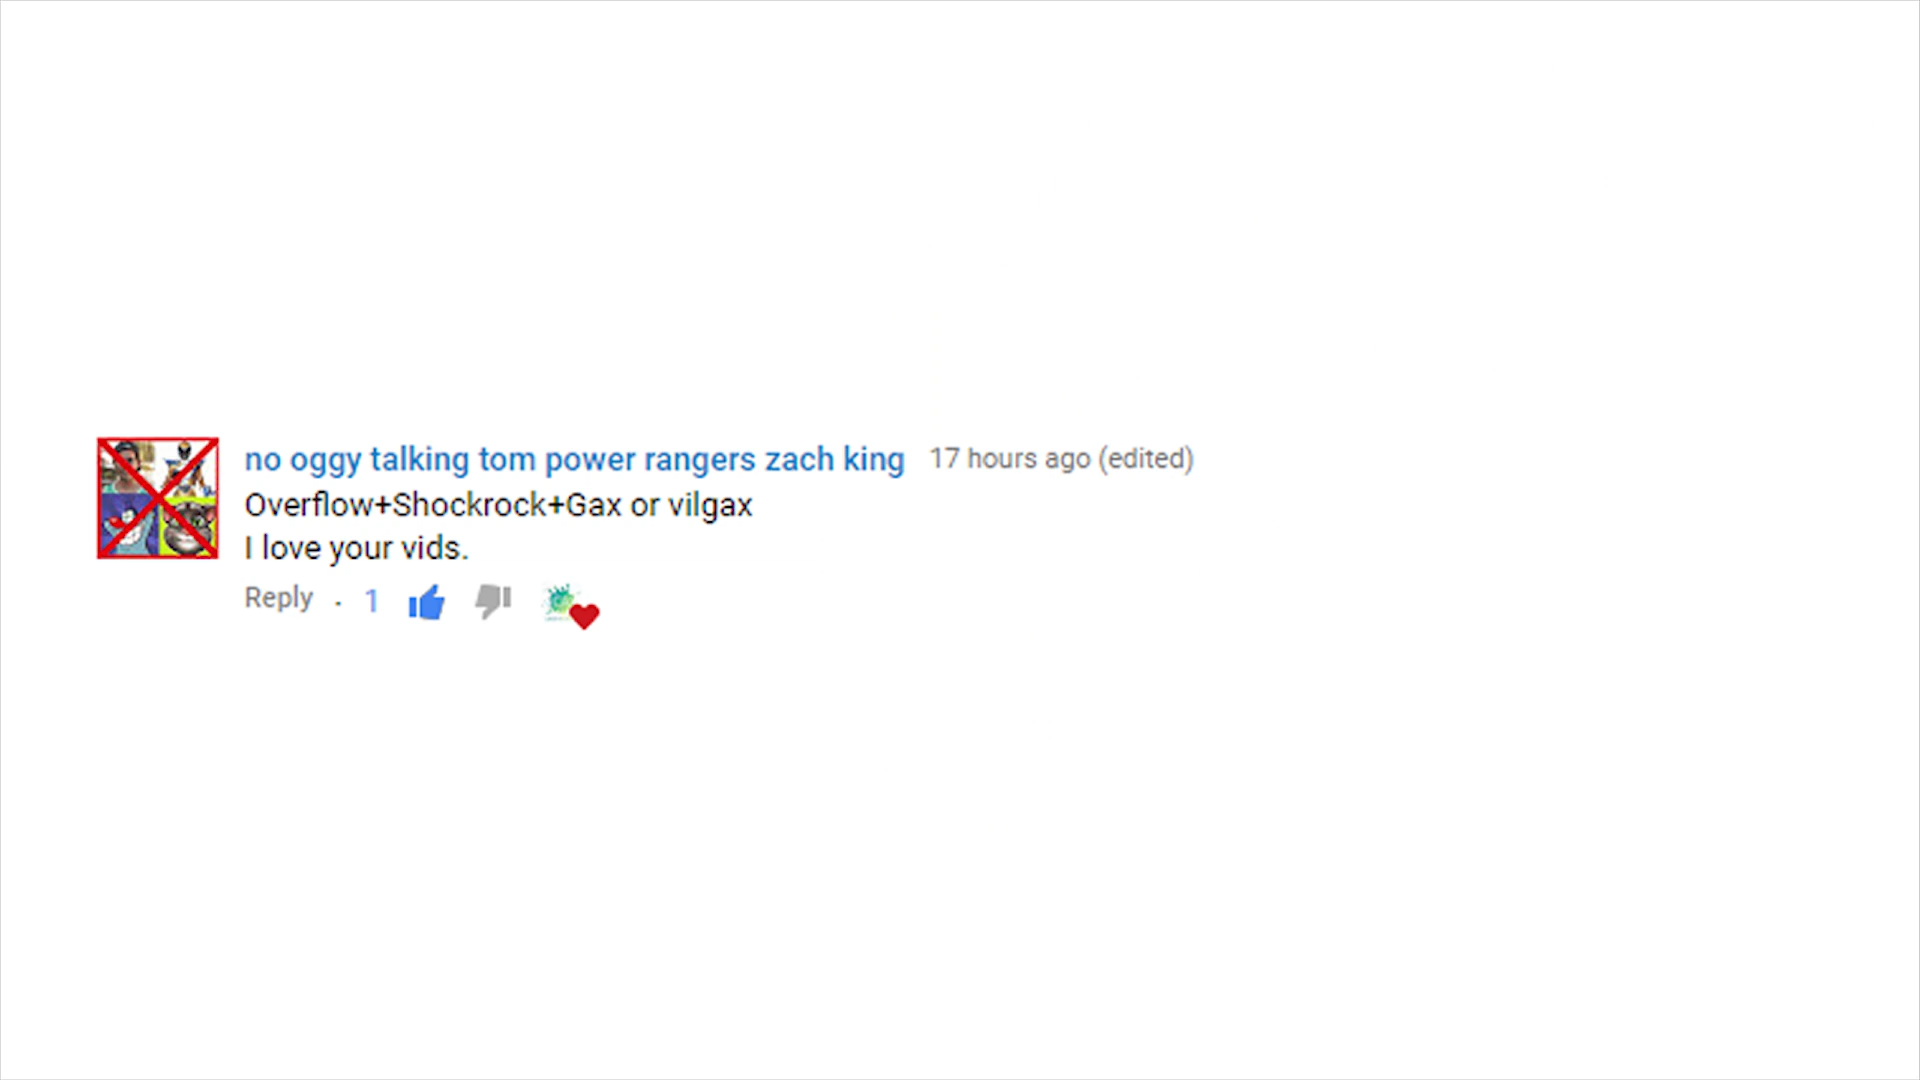 no oggy talking tom power rangers zach king 17 hours ago (edited)
Overflow+Shockrock+Gax or vilgax
I love your vids.
Reply · 1